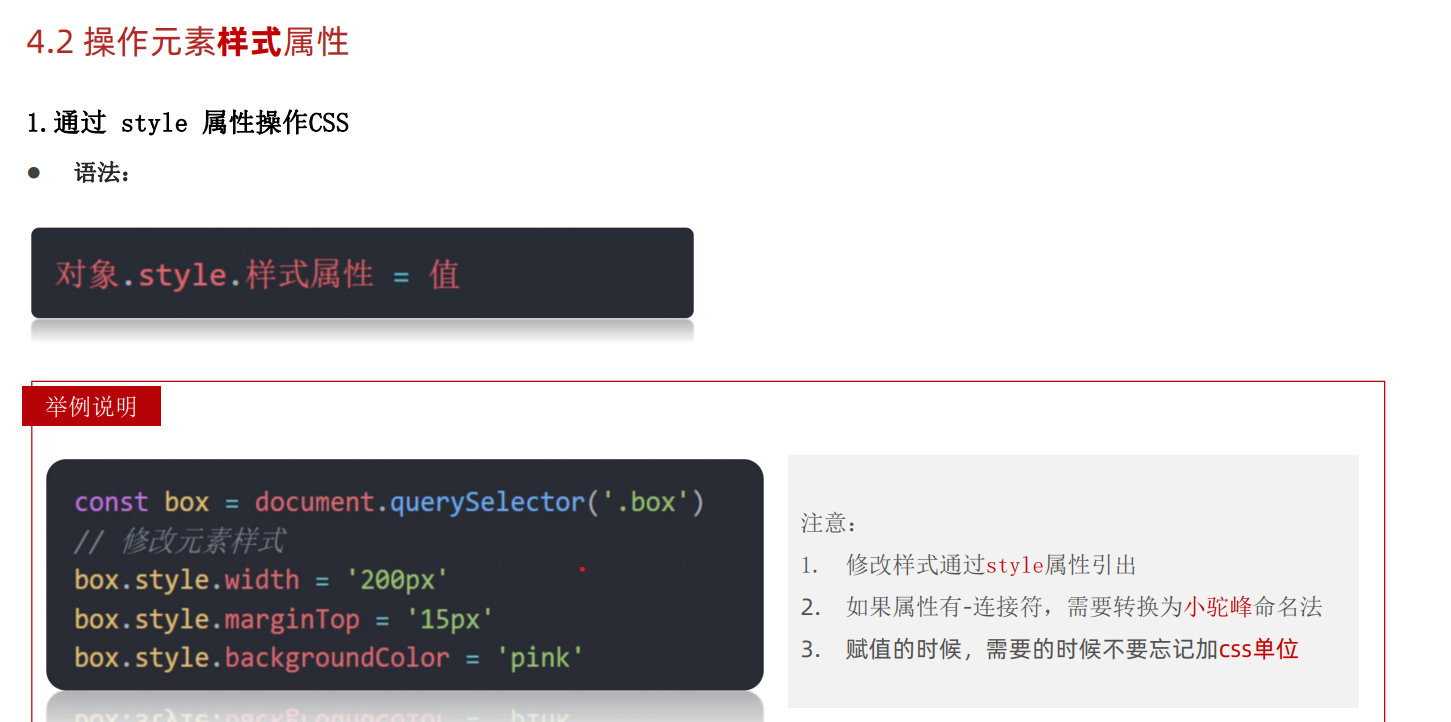 4.2 操作元素样式属性
1.通过 style 属性操作CSS
● 语法：
对象.style.样式属性 = 值
举例说明
const box = document.querySelector('.box')
// 修改元素样式
box.style.width = '200px'
box.style.marginTop = '15px'
box.style.backgroundColor = 'pink'
注意：
1. 修改样式通过style属性引出
2. 如果属性有-连接符，需要转换为小驼峰命名法
3. 赋值的时候，需要的时候不要忘记加css单位